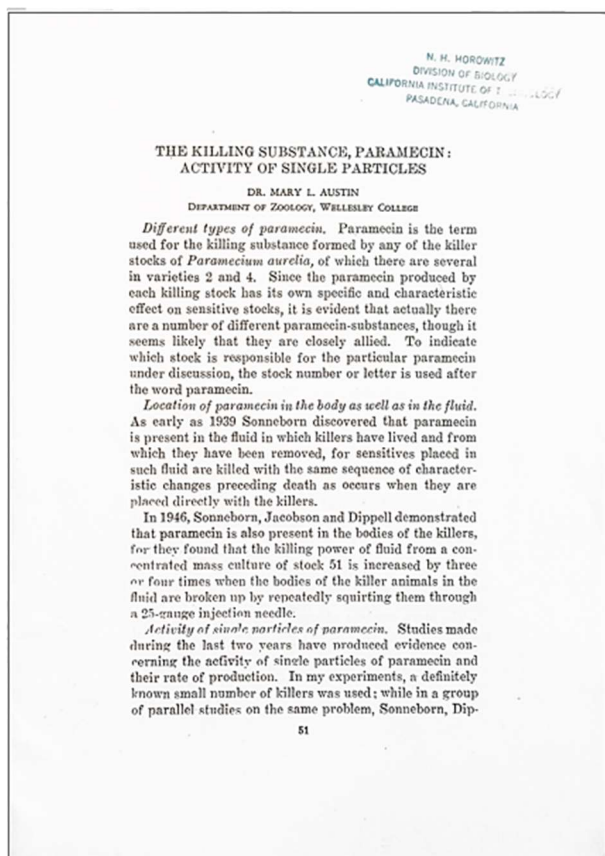 N. H. HOROWITZ
DIVISION OF BIOLOGY
CALIFORNIA INSTITUTE OF
PASADENA, CALIFORNIA
THE KILLING SUBSTANCE, PARAMECIN:
ACTIVITY OF SINGLE PARTICLES
DR. MARY L. AUSTIN
DEPARTMENT OF ZOOLOGY, WELLESLEY COLLEGE
Different types of paramecin. Paramecin is the term
used for the killing substance formed by any of the killer
stocks of Paramecium aurelia, of which there are several
in varieties 2 and 4. Since the paramecin produced by
each killing stock has its own specific and characteristic
effect on sensitive stocks, it is evident that actually there
are a number of different paramecin-substances, though it
seems likely that they are closely allied. To indicate
which stock is responsible for the particular paramecin
under discussion, the stock number or letter is used after
the word paramecin.
Location of paramecin in the body as well as in the fluid.
As early as 1939 Sonneborn discovered that paramecin
is present in the fluid in which killers have lived and from
which they have been removed, for sensitives placed in
such fluid are killed with the same sequence of character-
istic changes preceding death as occurs when they are
placed directly with the killers.
In 1946, Sonneborn, Jacobson and Dippell demonstrated
that paramecin is also present in the bodies of the killers,
for they found that the killing power of fluid from a con-
centrated mass culture of stock 51 is increased by three
or four times when the bodies of the killer animals in the
fluid are broken up by repeatedly squirting them through
a 25-gauge injection needle.
Activity of single particles of paramecin. Studies made
during the last two years have produced evidence con-
cerning the activity of single particles of paramecin and
their rate of production. In my experiments, a definitely
known small number of killers was used; while in a group
of parallel studies on the same problem, Sonneborn, Dip-
51